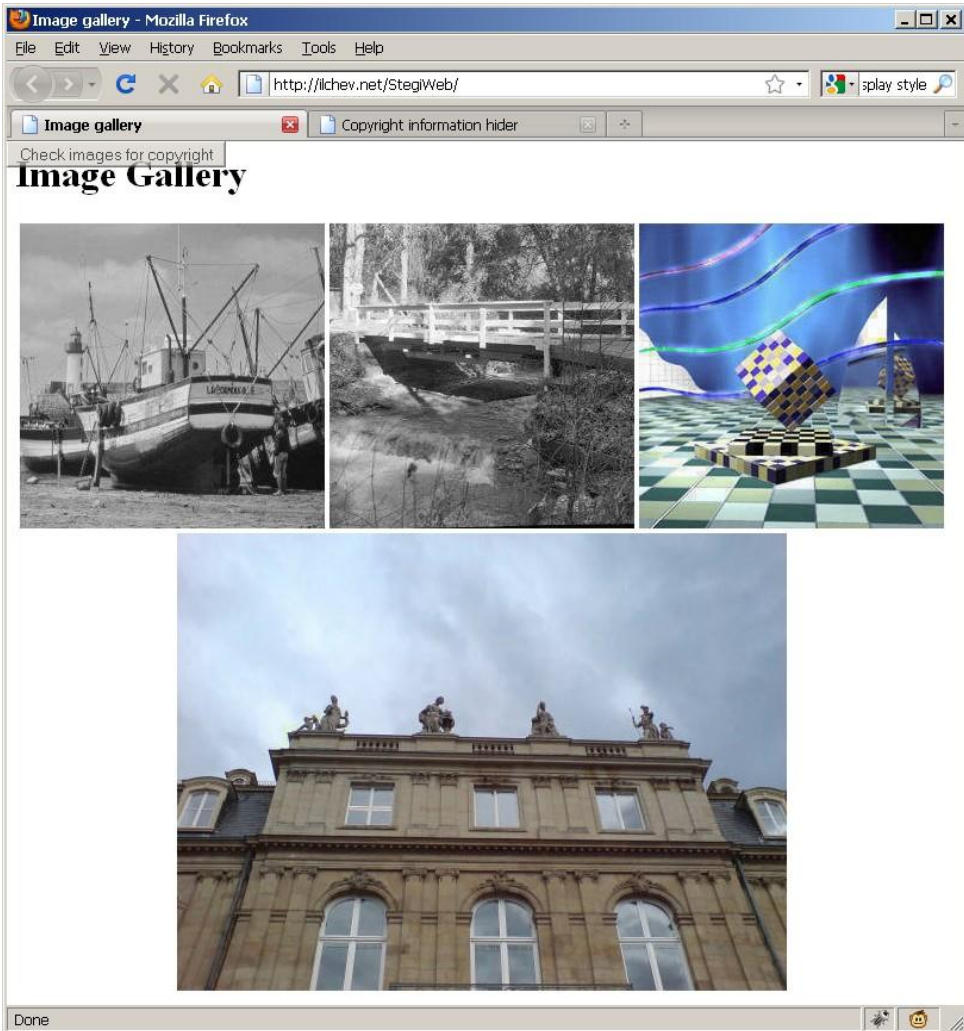 Image gallery - Mozilla Firefox
File Edit View History Bookmarks Tools Help
http://ilchev.net/StegiWeb/
splay style
Image gallery
Copyright information hider
Check images for copyright
Image Gallery
Done